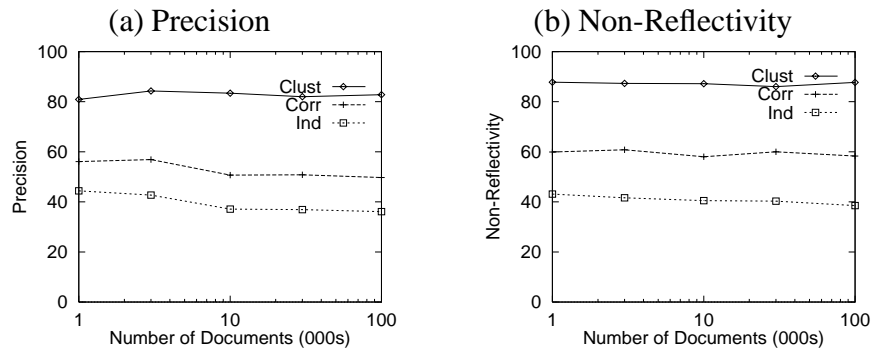 (a) Precision
100
80
60
40
20
0
Precision
1
10
100
Number of Documents (000s)
Clust
Corr
Ind
(b) Non-Reflectivity
100
80
60
40
20
0
Non-Reflectivity
1
10
100
Number of Documents (000s)
Clust
Corr
Ind